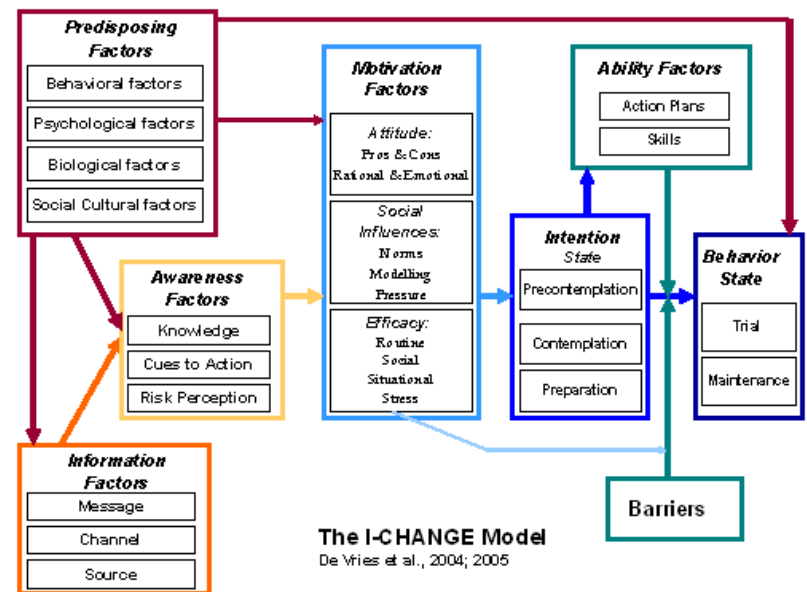 Predisposing
Factors
Behavioral factors
Psychological factors
Biological factors
Social Cultural factors
Awareness
Factors
Knowledge
Cues to Action
Risk Perception
Information
Factors
Message
Channel
Source
Motivation
Factors
Attitude:
Pros & Cons
Rational & Emotional
Social
Influences:
Norms
Modelling
Pressure
Efficacy:
Routine
Social
Situational
Stress
Ability Factors
Action Plans
Skills
Intention
State
Precontemplation
Contemplation
Preparation
Behavior
State
Trial
Maintenance
Barriers
The I-CHANGE Model
De Vries et al., 2004; 2005